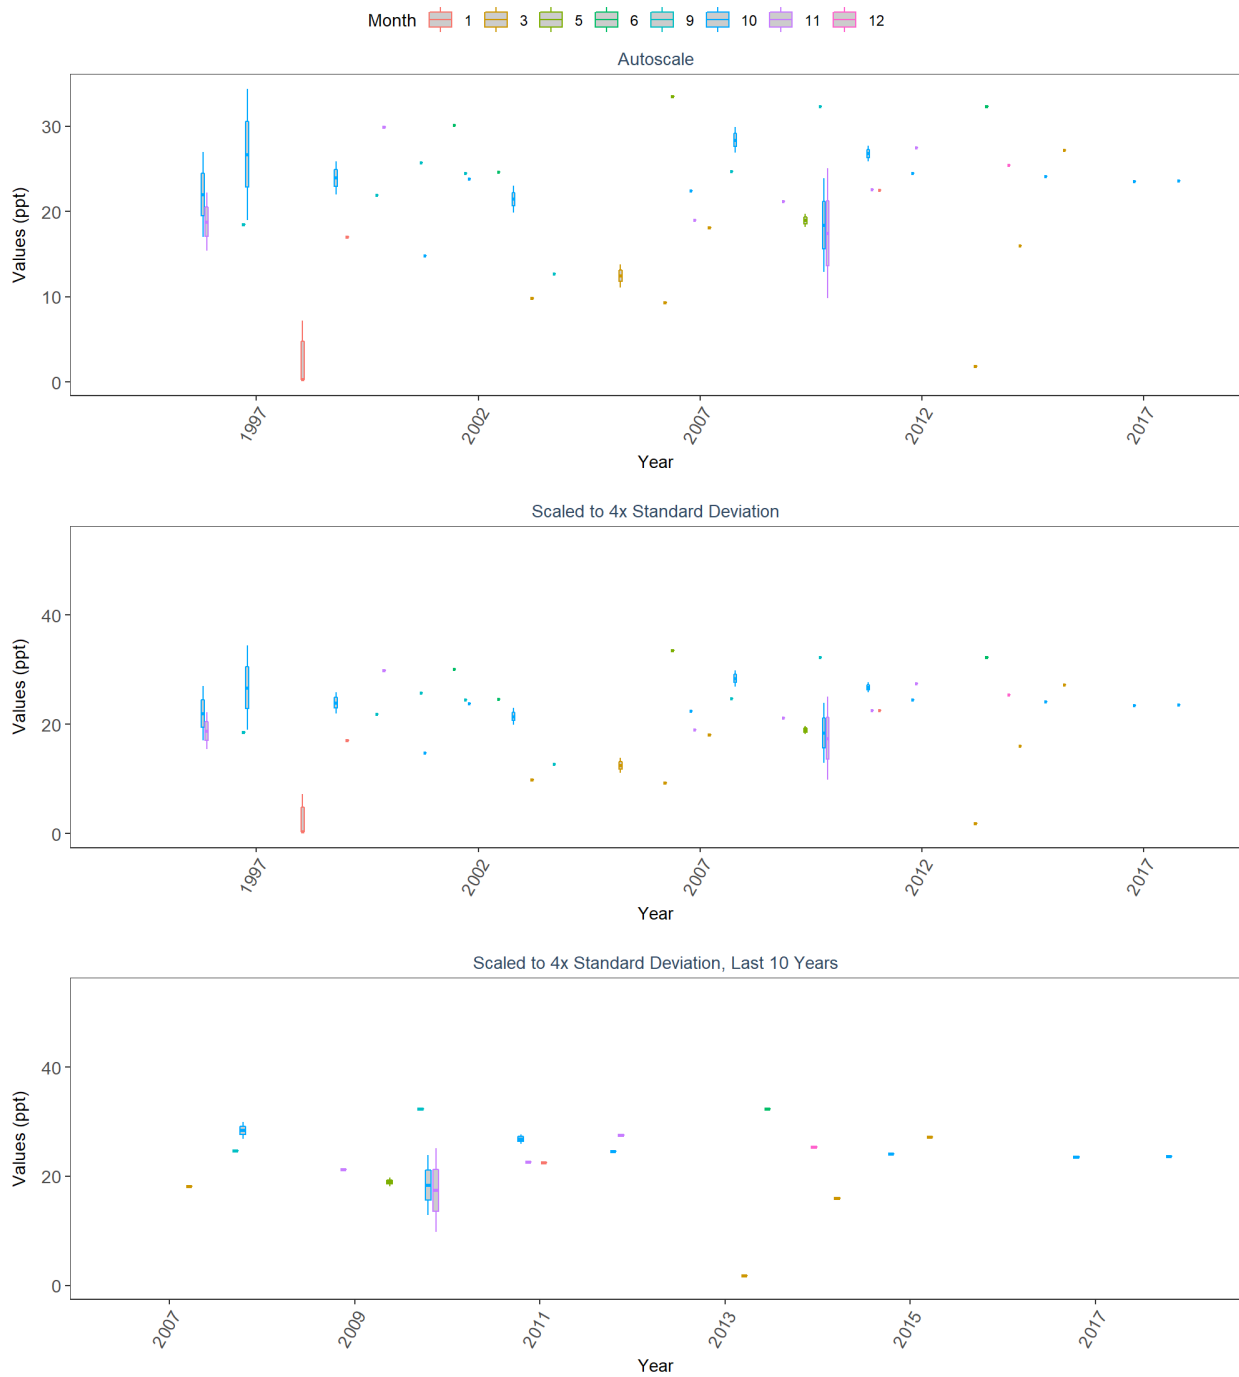 Month 1 3 5 6 9 10 11 12
Autoscale
Values (ppt)
30
20
10
0
1997 2002 2007 2012 2017
Year
Scaled to 4x Standard Deviation
Values (ppt)
40
20
0
1997 2002 2007 2012 2017
Year
Scaled to 4x Standard Deviation, Last 10 Years
Values (ppt)
40
20
0
2007 2009 2011 2013 2015 2017
Year